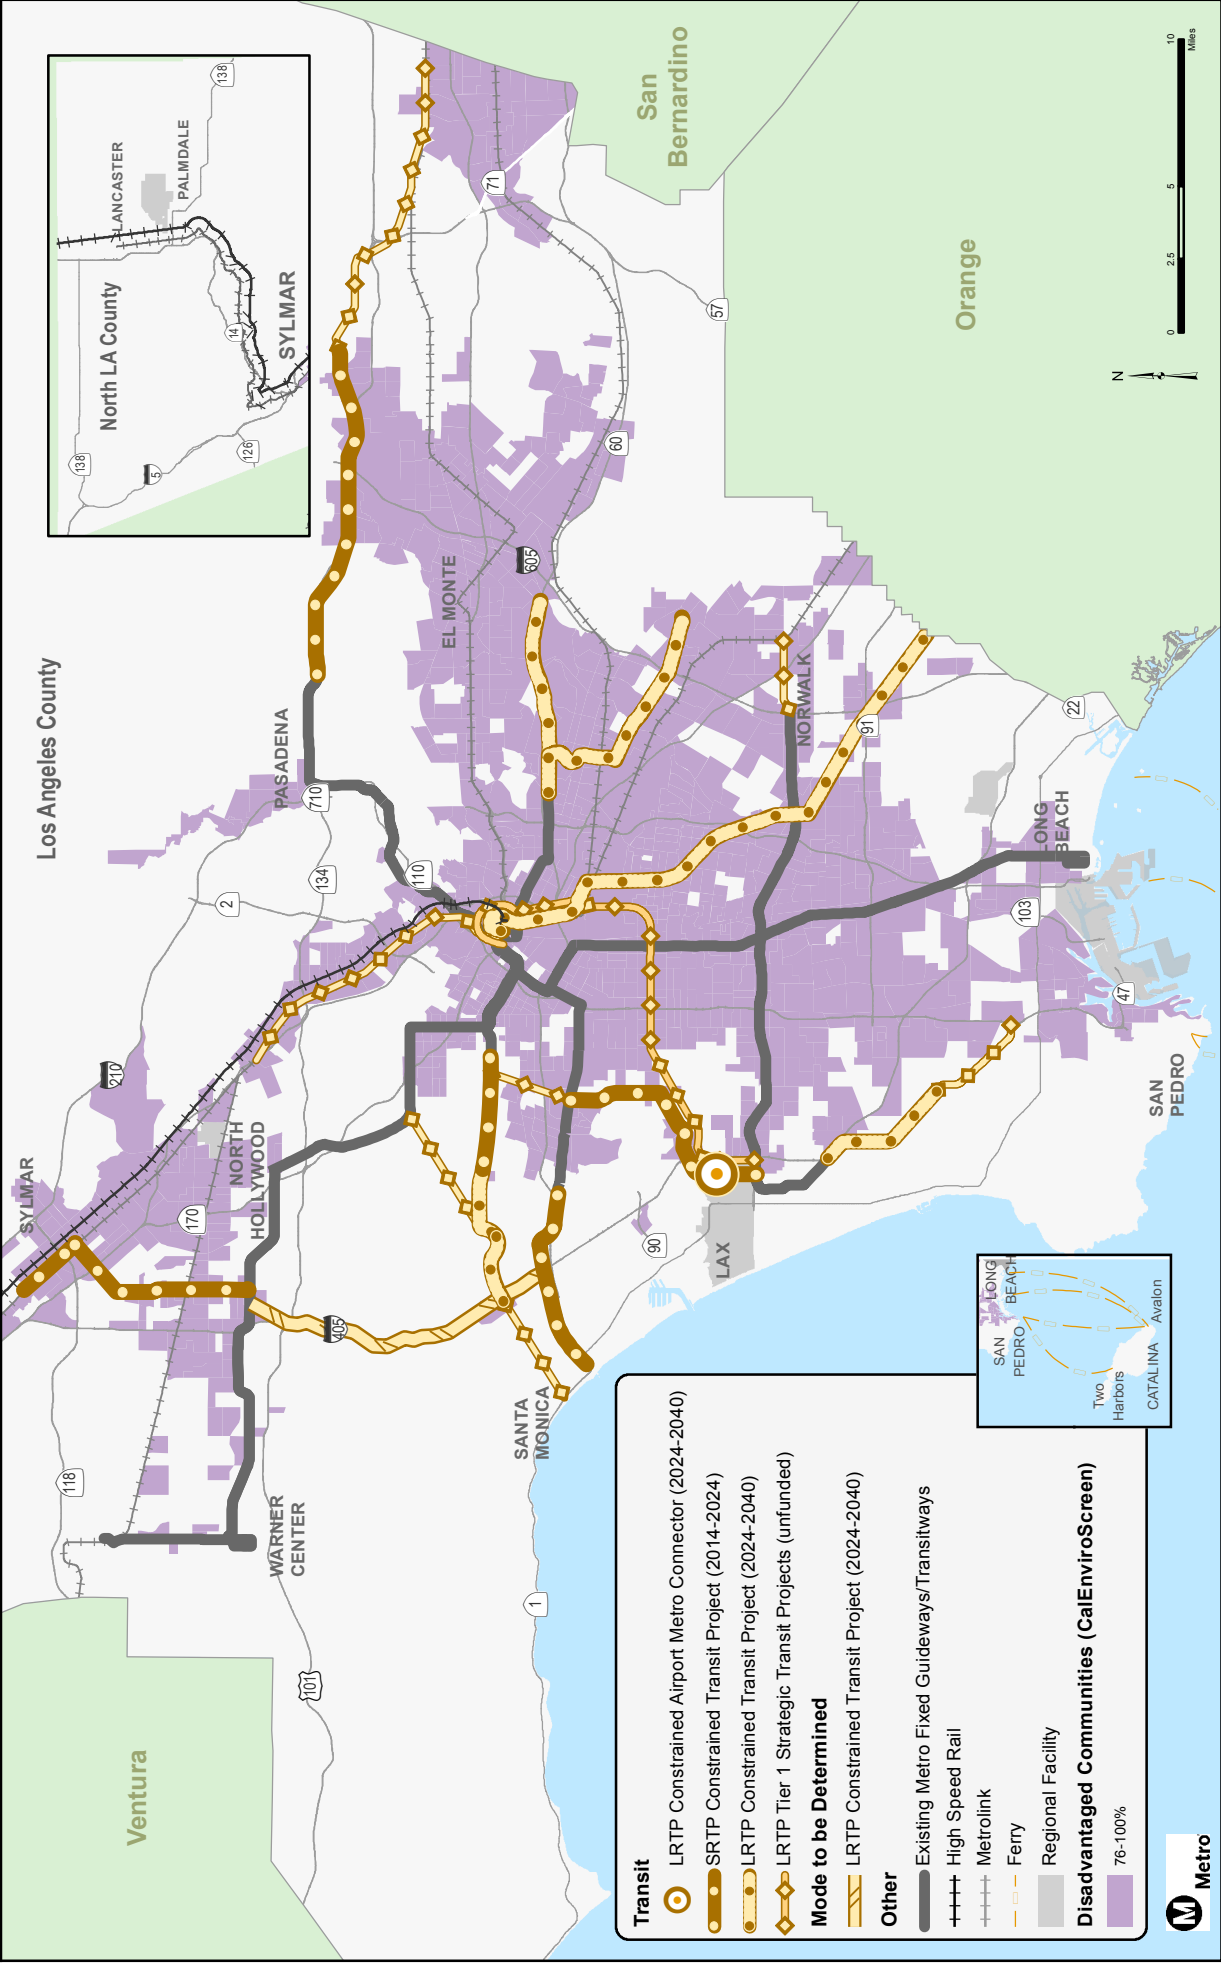 Los Angeles County
Ventura
San
Bernardino
Orange
North LA County
LANCASTER
PALMDALE
SYLMAR
138
138
14
126
5
SYLMAR
NORTH
HOLLYWOOD
WARNER
CENTER
PASADENA
EL MONTE
NORWALK
SANTA
MONICA
LAX
LONG
BEACH
SAN
PEDRO
118
210
170
101
405
2
134
710
110
605
60
71
57
91
22
103
47
90
1
Transit
LRTP Constrained Airport Metro Connector (2024-2040)
SRTP Constrained Transit Project (2014-2024)
LRTP Constrained Transit Project (2024-2040)
LRTP Tier 1 Strategic Transit Projects (unfunded)
Mode to be Determined
LRTP Constrained Transit Project (2024-2040)
Other
Existing Metro Fixed Guideways/Transitways
High Speed Rail
Metrolink
Ferry
Regional Facility
Disadvantaged Communities (CalEnviroScreen)
76-100%
LONG
BEACH
SAN
PEDRO
Two
Harbors
Avalon
CATALINA
N
0 2.5 5 10
Miles
M
Metro